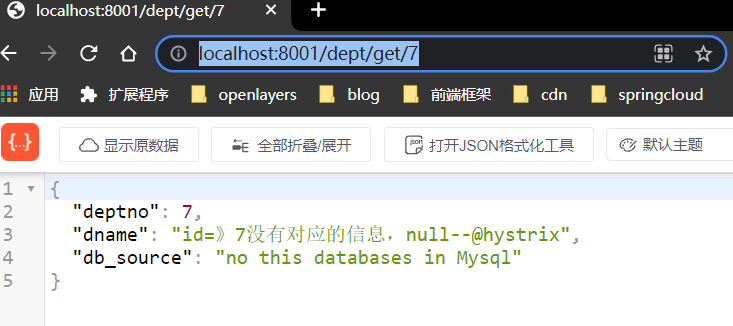 localhost:8001/dept/get/7
localhost:8001/dept/get/7
应用 扩展程序 openlayers blog 前端框架 cdn springcloud
{...} 显示原数据 全部折叠/展开 json 打开JSON格式化工具 默认主题
1 {
2 "deptno": 7,
3 "dname": "id=》7没有对应的信息，null--@hystrix",
4 "db_source": "no this databases in Mysql"
5 }